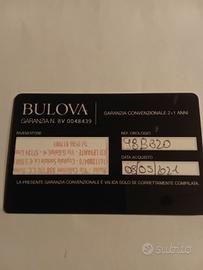 BULOVA
GARANZIA N. BV 0048439
GARANZIA CONVENZIONALE 2+1 ANNI
RIVENDITORE
REF. OROLOGIO
98B320
DATA ACQUISTO
08/05/2021
LA PRESENTE GARANZIA CONVENZIONALE È VALIDA SOLO SE CORRETTAMENTE COMPILATA.
subito